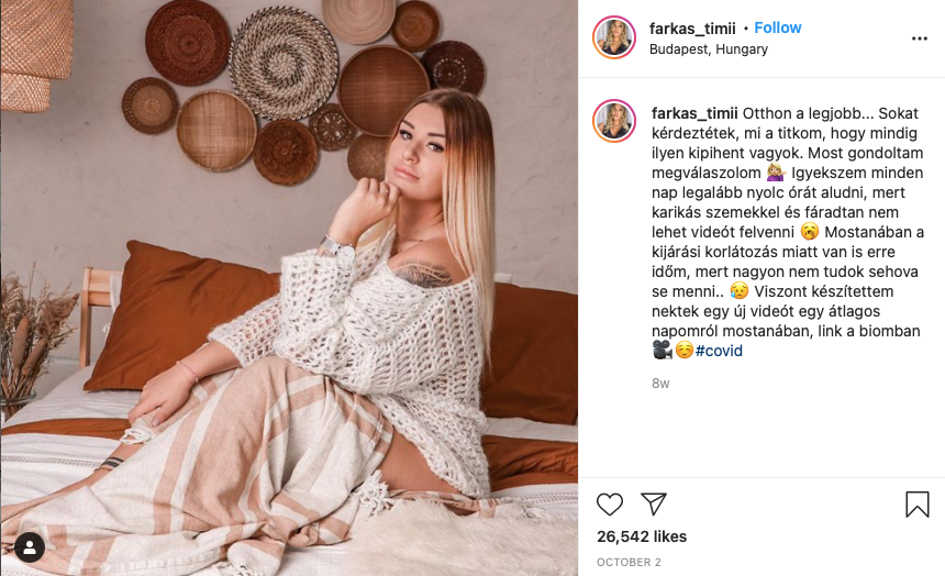 farkas_timii • Follow
Budapest, Hungary
farkas_timii Otthon a legjobb... Sokat
kérdeztétek, mi a titkom, hogy mindig
ilyen kipihent vagyok. Most gondoltam
megválaszolom 💁🏼‍♀️ Igyekszem minden
nap legalább nyolc órát aludni, mert
karikás szemekkel és fáradtan nem
lehet videót felvenni 🥱 Mostanában a
kijárási korlátozás miatt van is erre
időm, mert nagyon nem tudok sehova
se menni.. 😥 Viszont készítettem
nektek egy új videót egy átlagos
napomról mostanában, link a biomban
🎥☺️#covid
8w
26,542 likes
OCTOBER 2